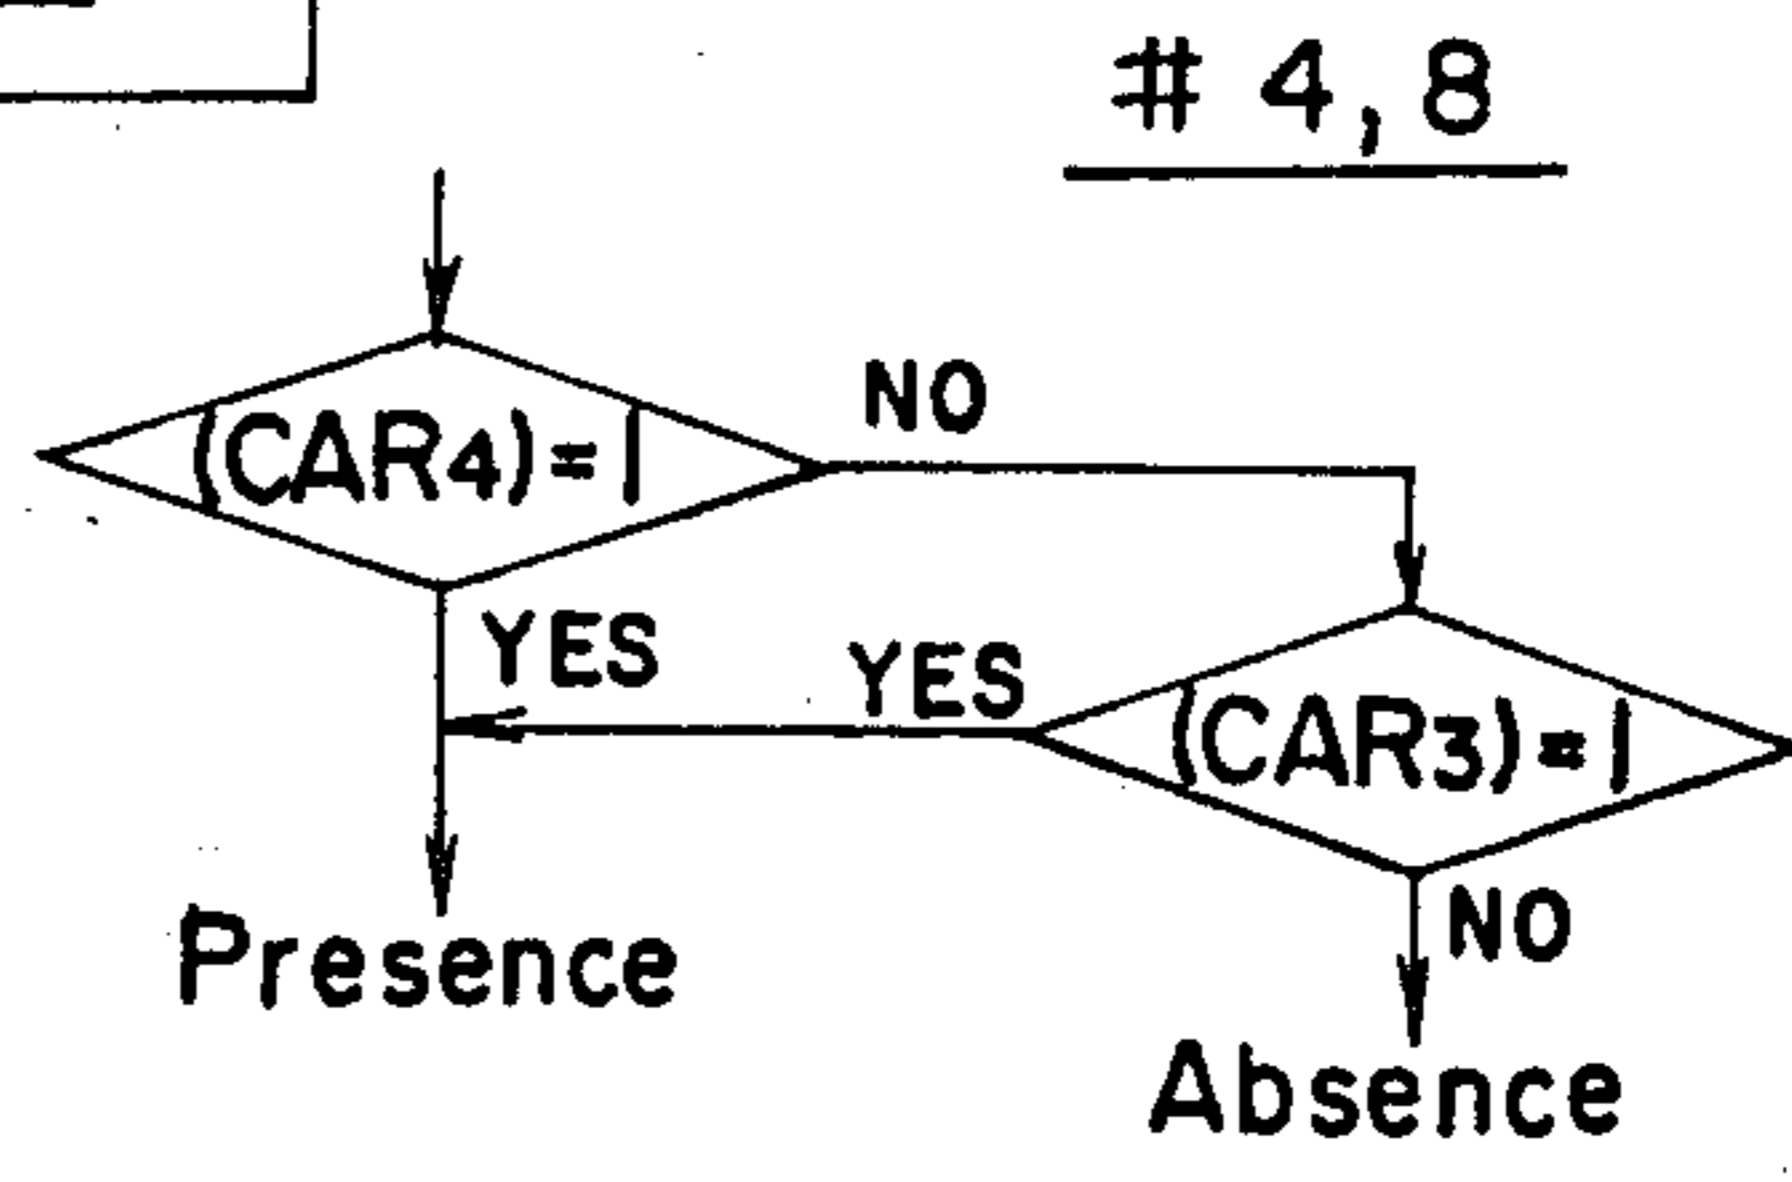 # 4,8
(CAR4)=1
NO
YES
YES
(CAR3)=1
NO
Presence
Absence